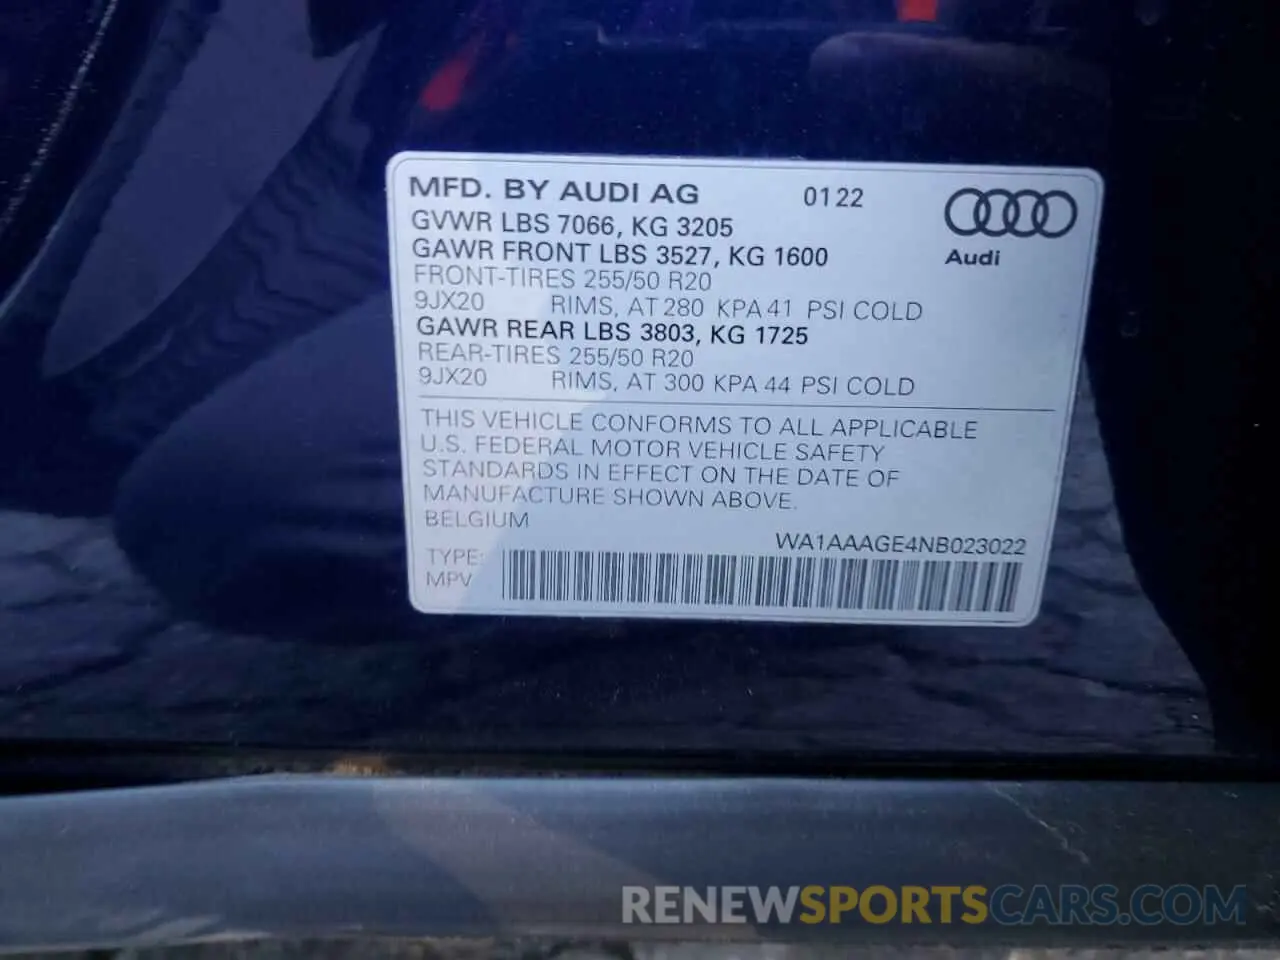 MFD. BY AUDI AG 0122
GVWR LBS 7066, KG 3205
GAWR FRONT LBS 3527, KG 1600
Audi
FRONT-TIRES 255/50 R20
9JX20 RIMS, AT 280 KPA 41 PSI COLD
GAWR REAR LBS 3803, KG 1725
REAR-TIRES 255/50 R20
9JX20 RIMS, AT 300 KPA 44 PSI COLD
THIS VEHICLE CONFORMS TO ALL APPLICABLE
U.S. FEDERAL MOTOR VEHICLE SAFETY
STANDARDS IN EFFECT ON THE DATE OF
MANUFACTURE SHOWN ABOVE.
BELGIUM
WA1AAAGE4NB023022
TYPE:
MPV
RENEWSPORTSCARS.COM